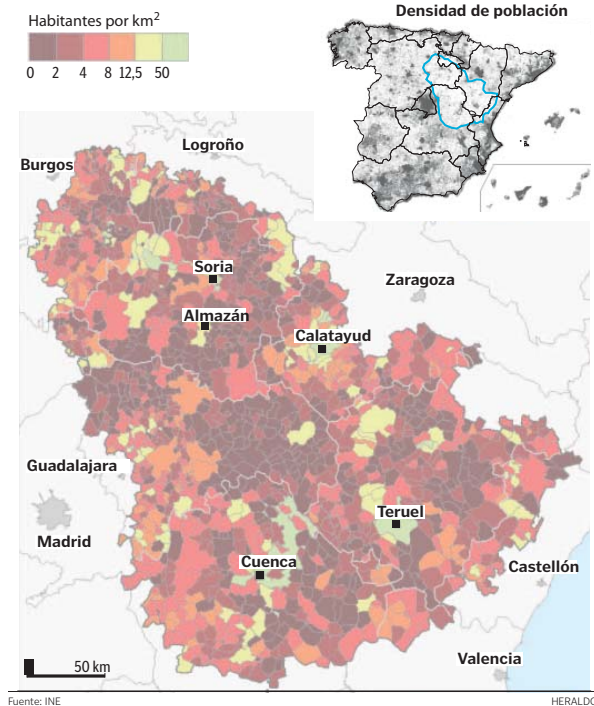 Habitantes por km2
0 2 4 8 12,5 50
Densidad de población
Logroño
Burgos
Soria
Zaragoza
Almazán
Calatayud
Guadalajara
Teruel
Madrid
Cuenca
Castellón
Valencia
50 km
Fuente: INE
HERALDO